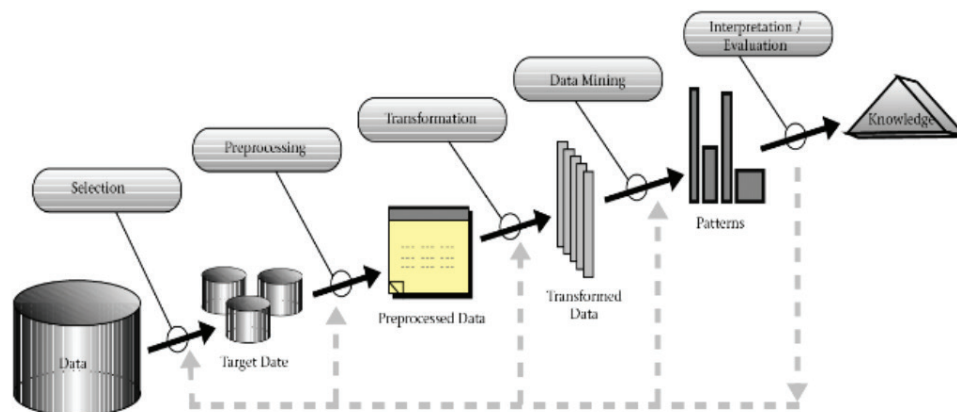 Interpretation /
Evaluation
Data Mining
Transformation
Preprocessing
Selection
Knowledge
Patterns
Transformed
Data
Preprocessed Data
Target Date
Data